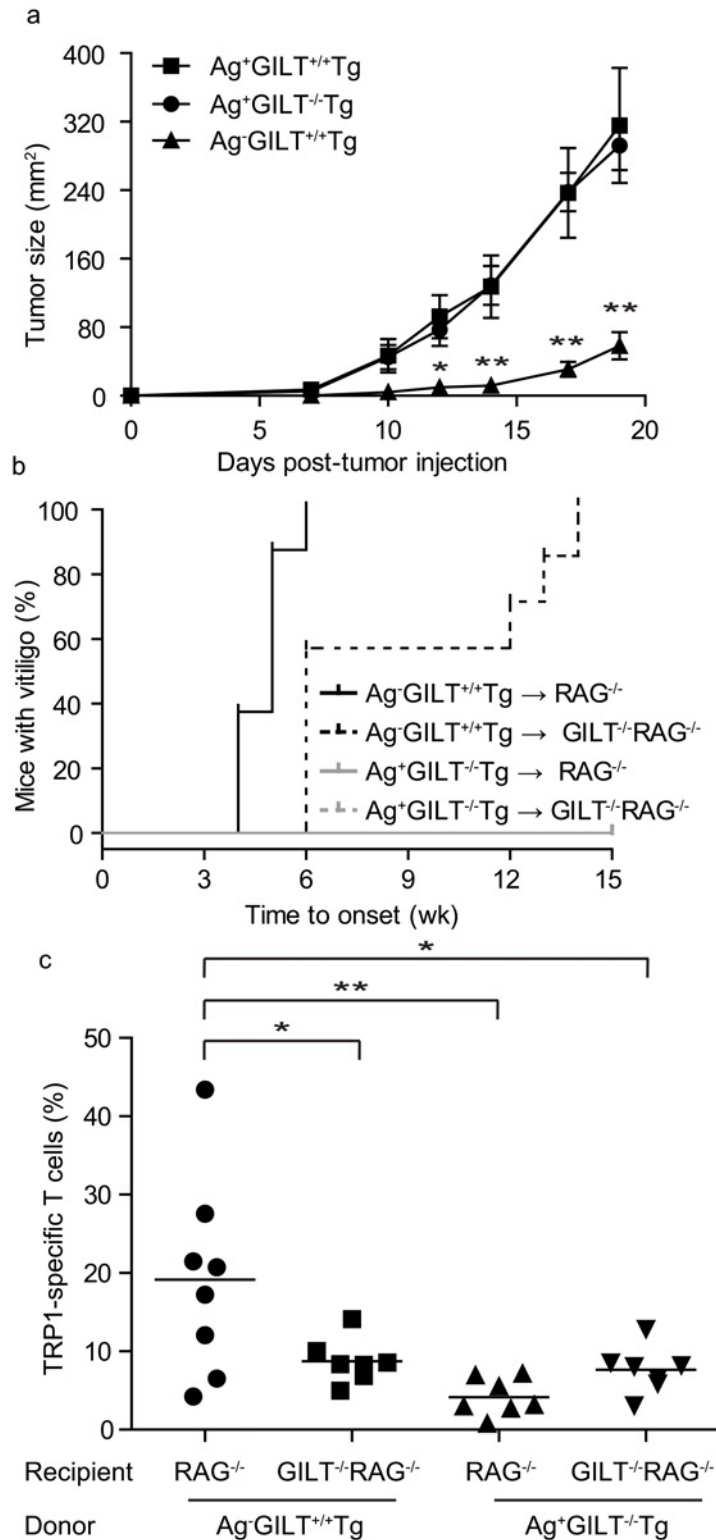 a
400
320
240
160
80
0
Tumor size (mm²)
Ag⁺GILT⁺/⁺Tg
Ag⁺GILT⁻/⁻Tg
Ag⁻GILT⁺/⁺Tg
* ** ** **
0 5 10 15 20
Days post-tumor injection
b
100
80
60
40
20
0
Mice with vitiligo (%)
Ag⁻GILT⁺/⁺Tg → RAG⁻/⁻
Ag⁻GILT⁺/⁺Tg → GILT⁻/⁻RAG⁻/⁻
Ag⁺GILT⁻/⁻Tg → RAG⁻/⁻
Ag⁺GILT⁻/⁻Tg → GILT⁻/⁻RAG⁻/⁻
0 3 6 9 12 15
Time to onset (wk)
c
*
**
*
50
40
30
20
10
0
TRP1-specific T cells (%)
Recipient RAG⁻/⁻ GILT⁻/⁻RAG⁻/⁻ RAG⁻/⁻ GILT⁻/⁻RAG⁻/⁻
Donor Ag⁻GILT⁺/⁺Tg Ag⁺GILT⁻/⁻Tg